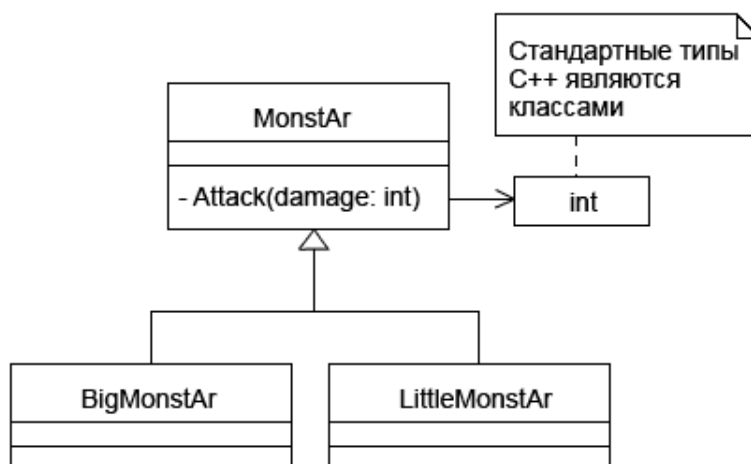 Стандартные типы
C++ являются
классами
MonstAr
- Attack(damage: int)
int
BigMonstAr
LittleMonstAr